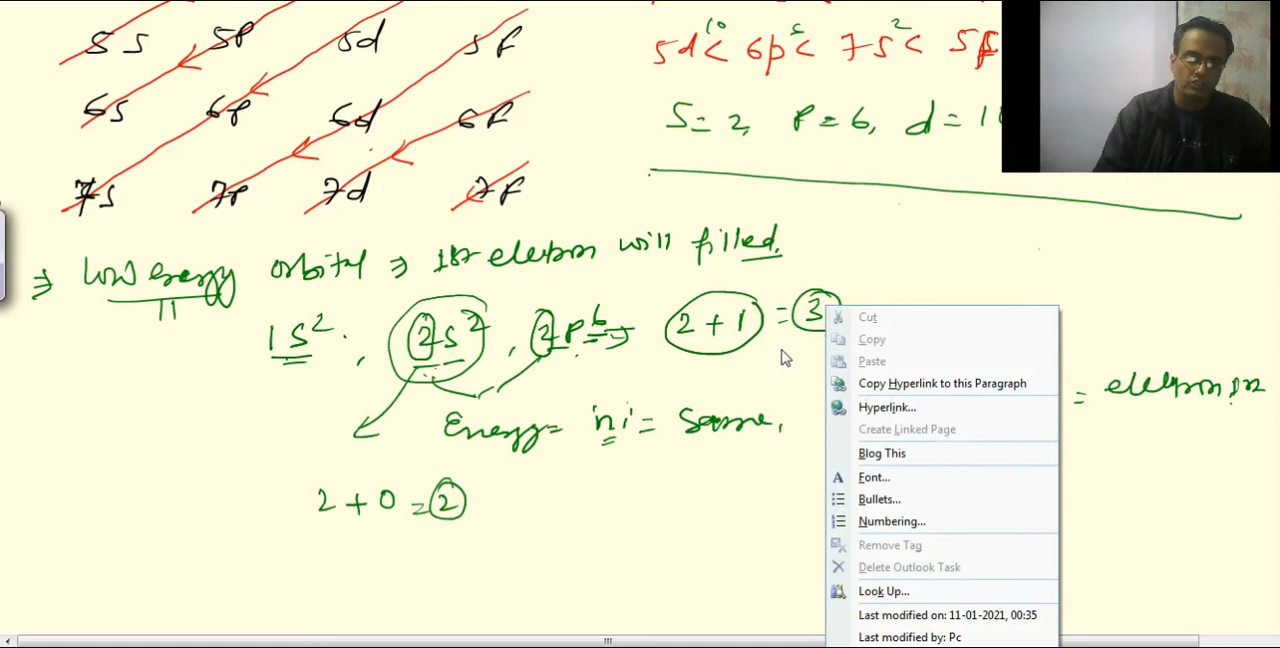 5s 5p 5d 5f
5d¹⁰< 6p⁶< 7s²< 5f
6s 6p 6d 6f
S=2, P=6, d=10
7s 7p 7d 7f
⇒ Low energy orbital ⇒ 1st electron will filled.
1S², 2S², 2P⁶ ⇒ 2+1 = 3
Energy = 'n' = Same,
= electron
2+0=2
Cut
Copy
Paste
Copy Hyperlink to this Paragraph
Hyperlink...
Create Linked Page
Blog This
Font...
Bullets...
Numbering...
Remove Tag
Delete Outlook Task
Look Up...
Last modified on: 11-01-2021, 00:35
Last modified by: Pc